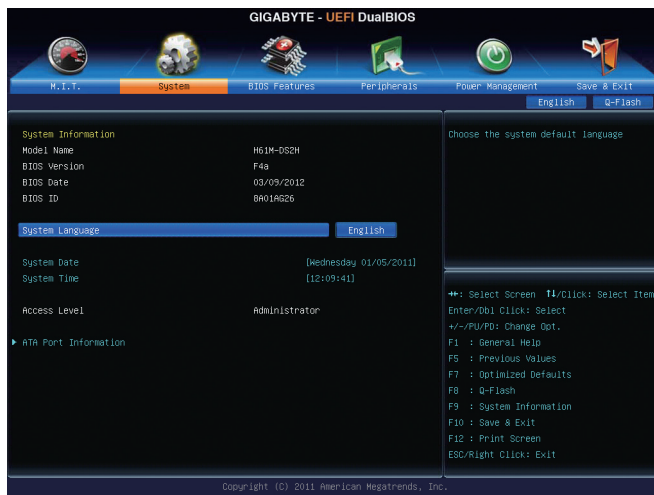 GIGABYTE - UEFI DualBIOS
M.I.T. System BIOS Features Peripherals Power Management Save & Exit
English Q-Flash
System Information
Model Name H61M-DS2H
BIOS Version F4a
BIOS Date 03/09/2012
BIOS ID 8A01AG26
System Language English
System Date [Wednesday 01/05/2011]
System Time [12:09:41]
Access Level Administrator
ATA Port Information
Choose the system default language
↔: Select Screen ↑↓/Click: Select Item
Enter/Dbl Click: Select
+/-/PU/PD: Change Opt.
F1 : General Help
F5 : Previous Values
F7 : Optimized Defaults
F8 : Q-Flash
F9 : System Information
F10 : Save & Exit
F12 : Print Screen
ESC/Right Click: Exit
Copyright (C) 2011 American Megatrends, Inc.